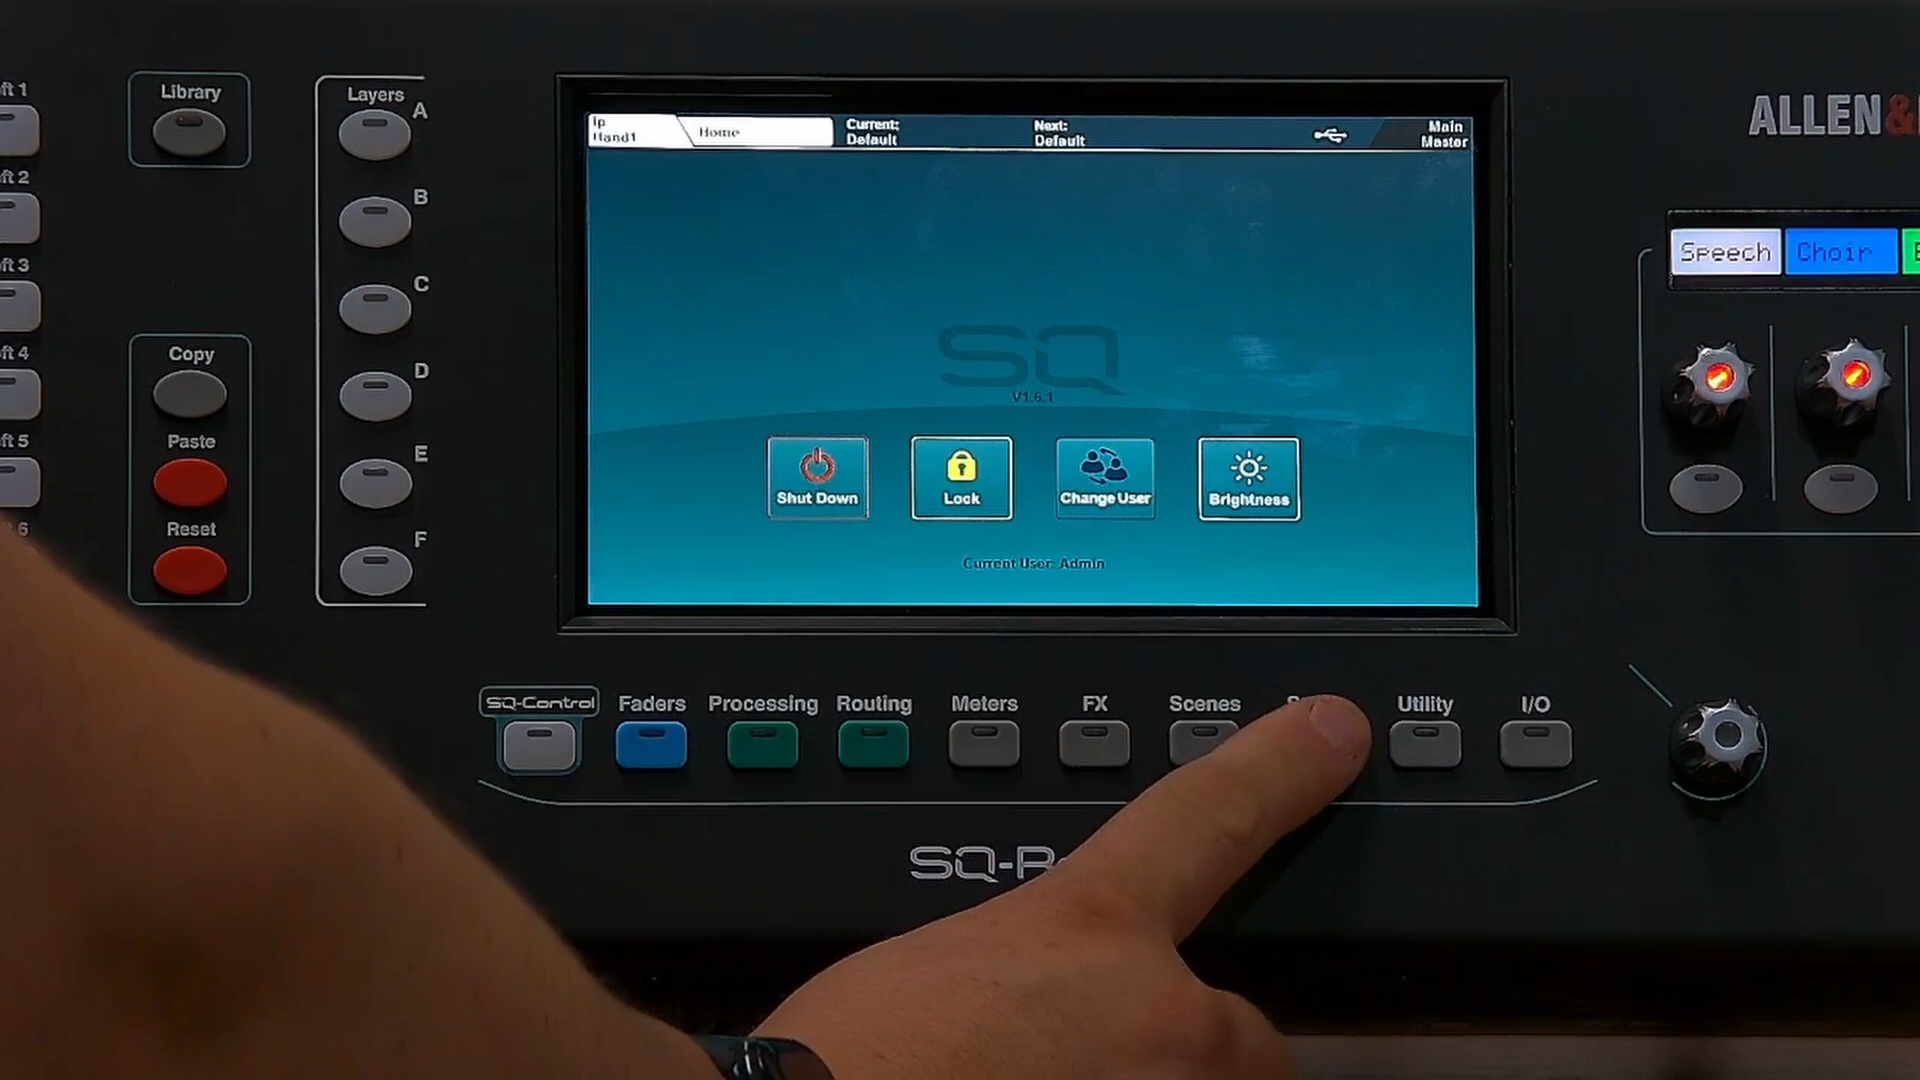 Library
Layers
A
B
C
D
E
F
Copy
Paste
Reset
ft 1
ft 2
ft 3
ft 4
ft 5
Ip
Hand1
Home
Current:
Default
Next:
Default
Main
Master
SQ
V1.6.1
Shut Down
Lock
Change User
Brightness
Current User Admin
ALLEN&
Speech
Choir
SQ-Control
Faders
Processing
Routing
Meters
FX
Scenes
Utility
I/O